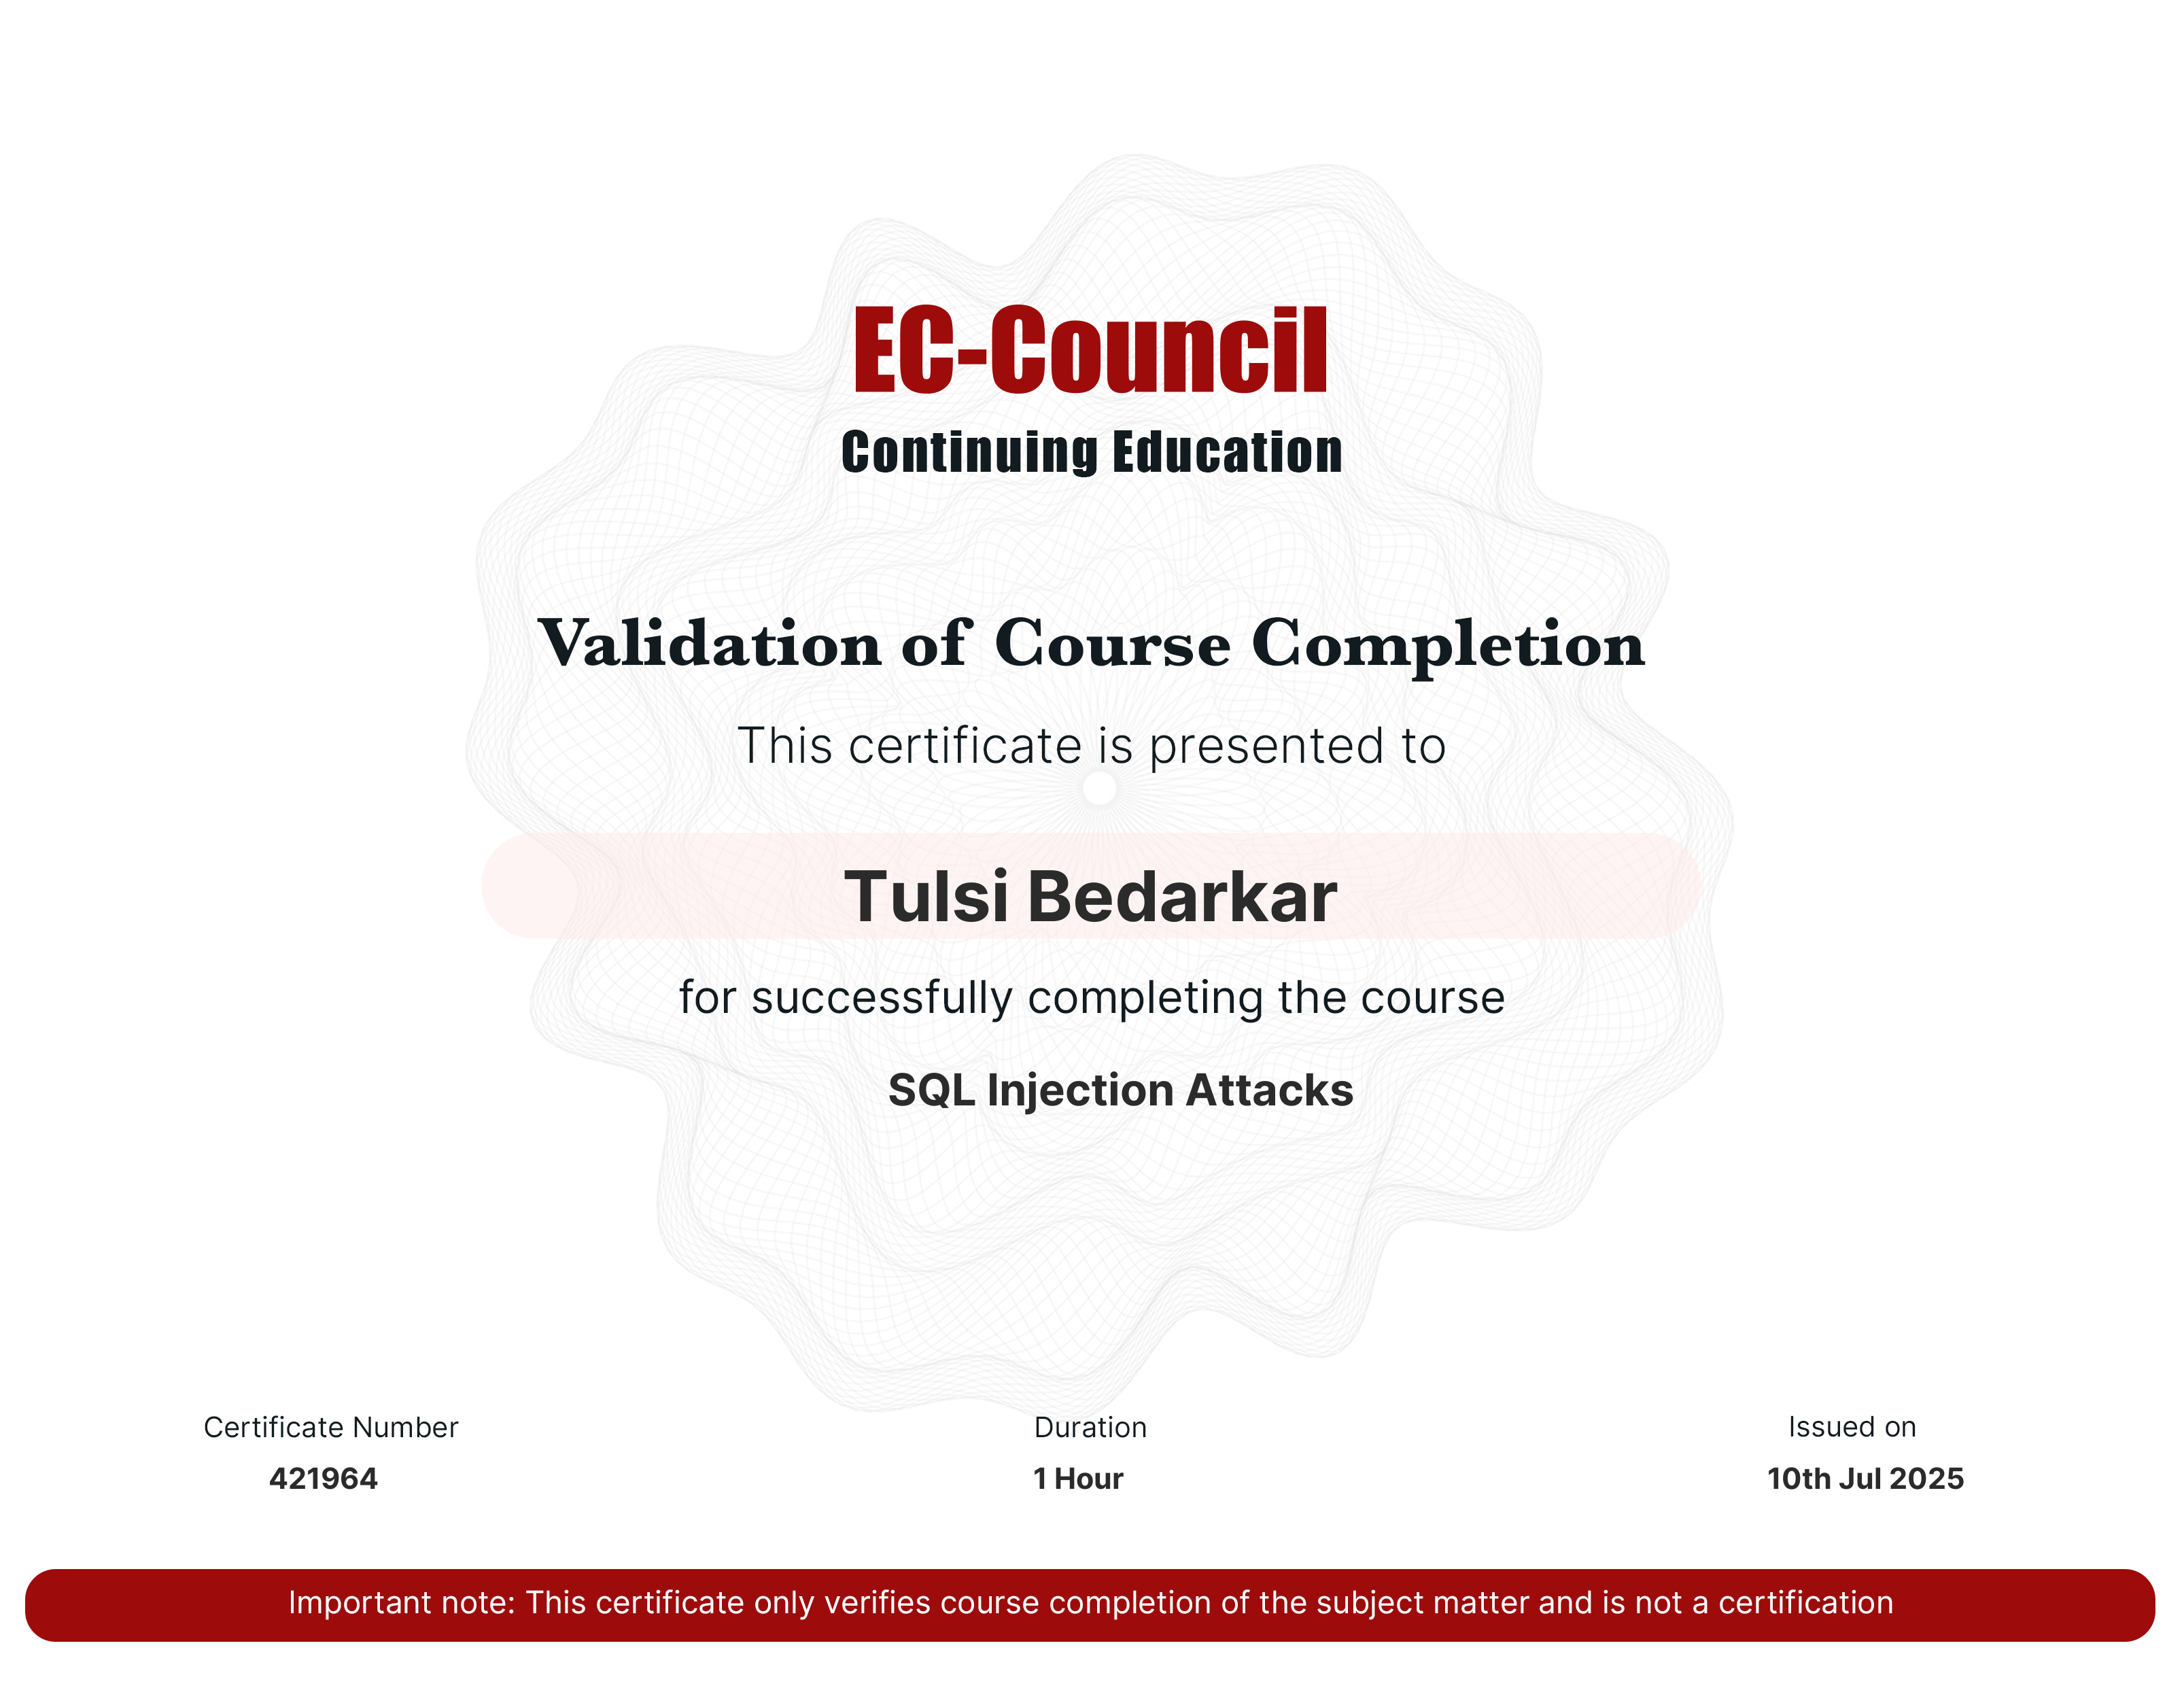 EC-Council
Continuing Education
Validation of Course Completion
This certificate is presented to
Tulsi Bedarkar
for successfully completing the course
SQL Injection Attacks
Certificate Number
421964
Duration
1 Hour
Issued on
10th Jul 2025
Important note: This certificate only verifies course completion of the subject matter and is not a certification